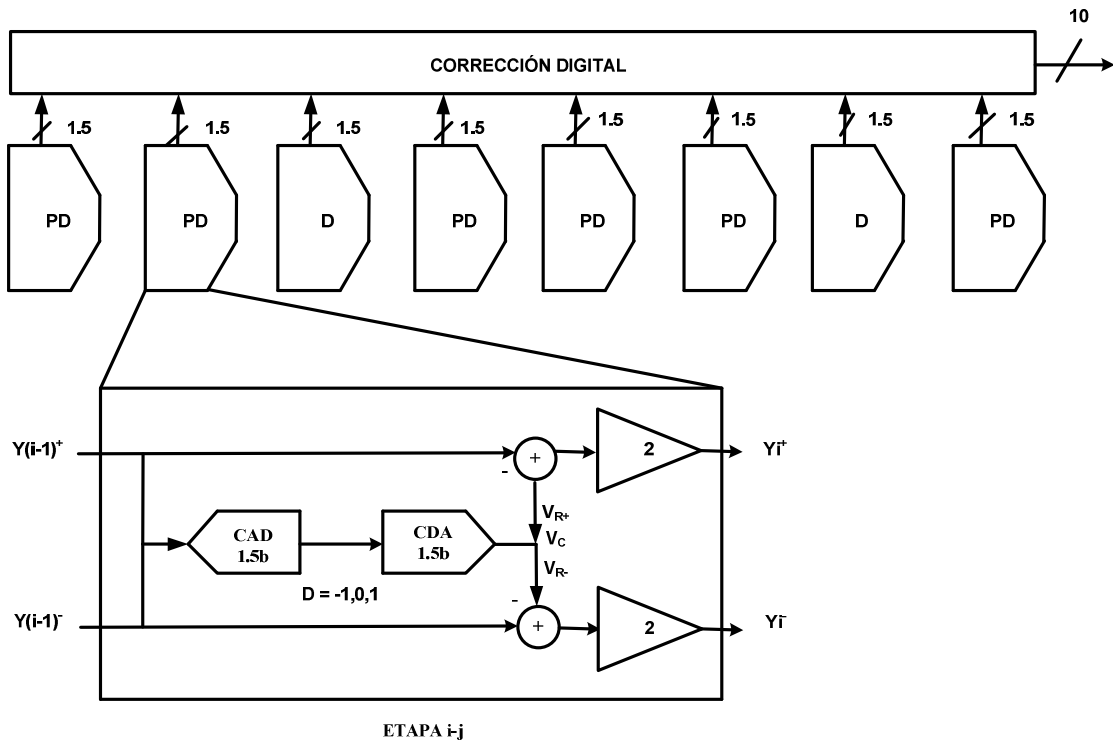 10
CORRECCIÓN DIGITAL
1.5 1.5 1.5 1.5 1.5 1.5 1.5 1.5
PD PD D PD PD PD D PD
Y(i-1)+ - + 2 Yi+
VR+
CAD 1.5b
CDA 1.5b
VC
VR-
D = -1,0,1
Y(i-1)- - + 2 Yi-
ETAPA i-j